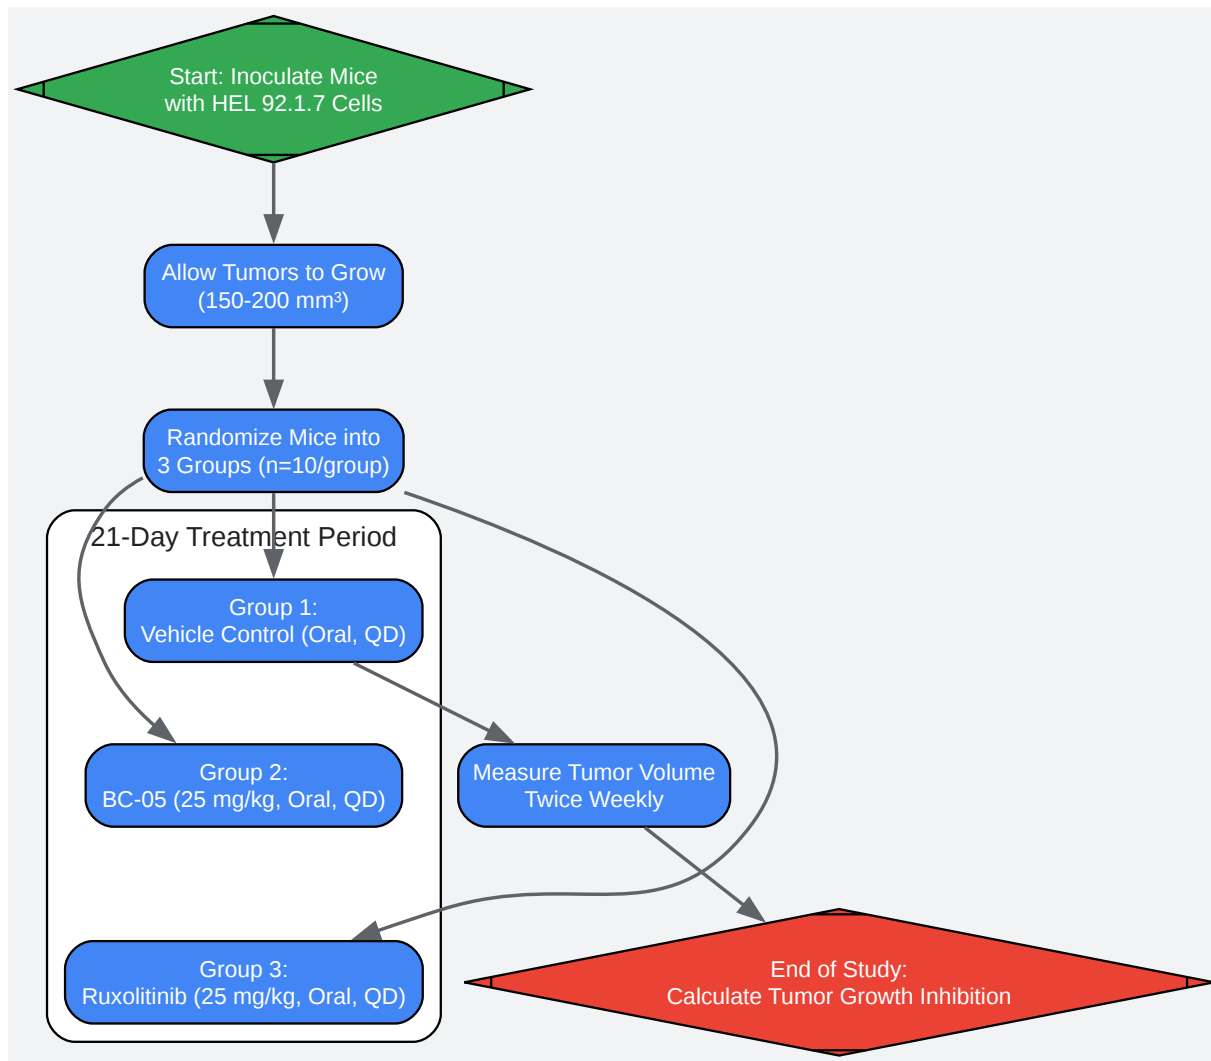 Start: Inoculate Mice
with HEL 92.1.7 Cells
Allow Tumors to Grow
(150-200 mm³)
Randomize Mice into
3 Groups (n=10/group)
21-Day Treatment Period
Group 1:
Vehicle Control (Oral, QD)
Group 2:
BC-05 (25 mg/kg, Oral, QD)
Measure Tumor Volume
Twice Weekly
Group 3:
Ruxolitinib (25 mg/kg, Oral, QD)
End of Study:
Calculate Tumor Growth Inhibition